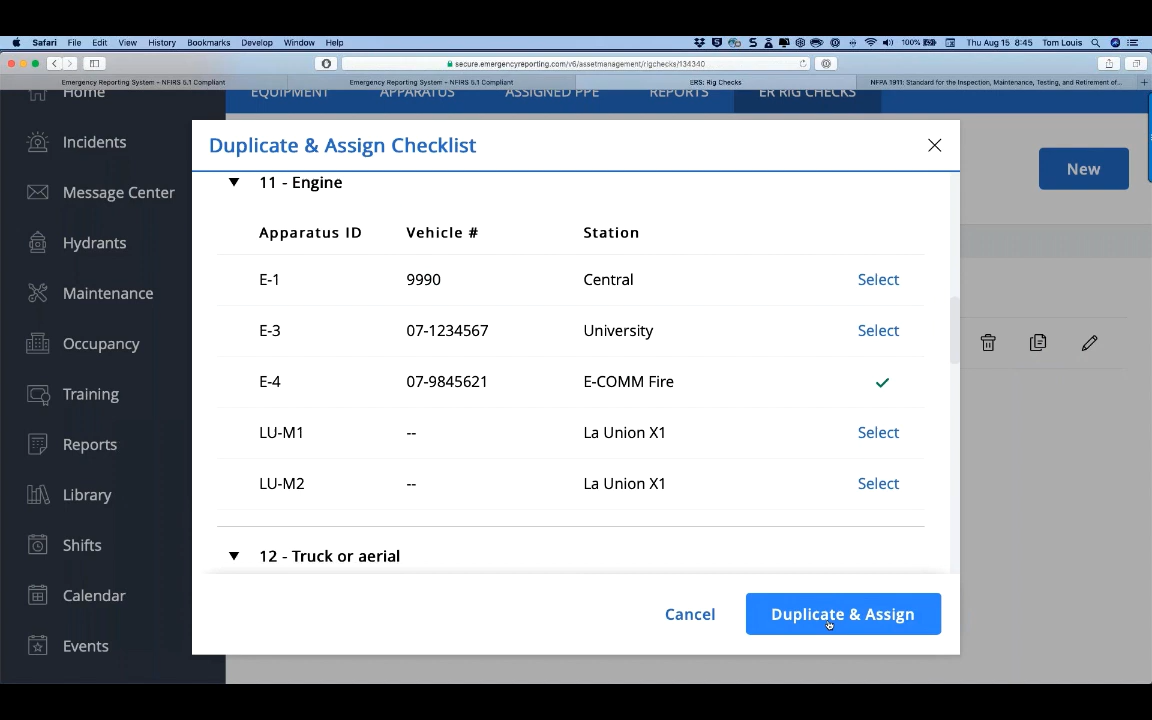 Safari File Edit View History Bookmarks Develop Window Help 100% Thu Aug 15 8:45 Tom Louis
secure.emergencyreporting.com/v6/assetmanagement/rigchecks/134340
Emergency Reporting System - NFIRS 5.1 Compliant Emergency Reporting System - NFIRS 5.1 Compliant ERS: Rig Checks NFPA 1911: Standard for the Inspection, Maintenance, Testing, and Retirement of...
Home
Incidents
Message Center
Hydrants
Maintenance
Occupancy
Training
Reports
Library
Shifts
Calendar
Events
EQUIPMENT APPARATUS ASSIGNED PPE REPORTS ER RIG CHECKS
New
Duplicate & Assign Checklist
11 - Engine
Apparatus ID Vehicle # Station
E-1 9990 Central Select
E-3 07-1234567 University Select
E-4 07-9845621 E-COMM Fire
LU-M1 -- La Union X1 Select
LU-M2 -- La Union X1 Select
12 - Truck or aerial
Cancel Duplicate & Assign